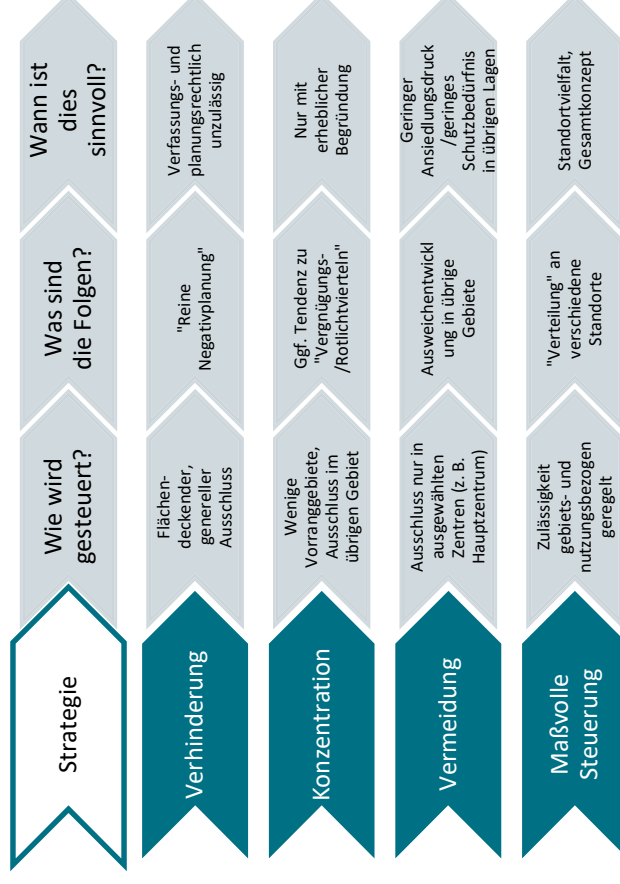 Strategie
Wie wird
gesteuert?
Was sind
die Folgen?
Wann ist
dies
sinnvoll?
Verhinderung
Flächen-
deckender,
genereller
Ausschluss
"Reine
Negativplanung"
Verfassungs- und
planungsrechtlich
unzulässig
Konzentration
Wenige
Vorranggebiete,
Ausschluss im
übrigen Gebiet
Ggf. Tendenz zu
"Vergnügungs-
/Rotlichtvierteln"
Nur mit
erheblicher
Begründung
Vermeidung
Ausschluss nur in
ausgewählten
Zentren (z. B.
Hauptzentrum)
Ausweichentwickl
ung in übrige
Gebiete
Geringer
Ansiedlungsdruck
/geringes
Schutzbedürfnis
in übrigen Lagen
Maßvolle
Steuerung
Zulässigkeit
gebiets- und
nutzungsbezogen
geregelt
"Verteilung" an
verschiedene
Standorte
Standortvielfalt,
Gesamtkonzept